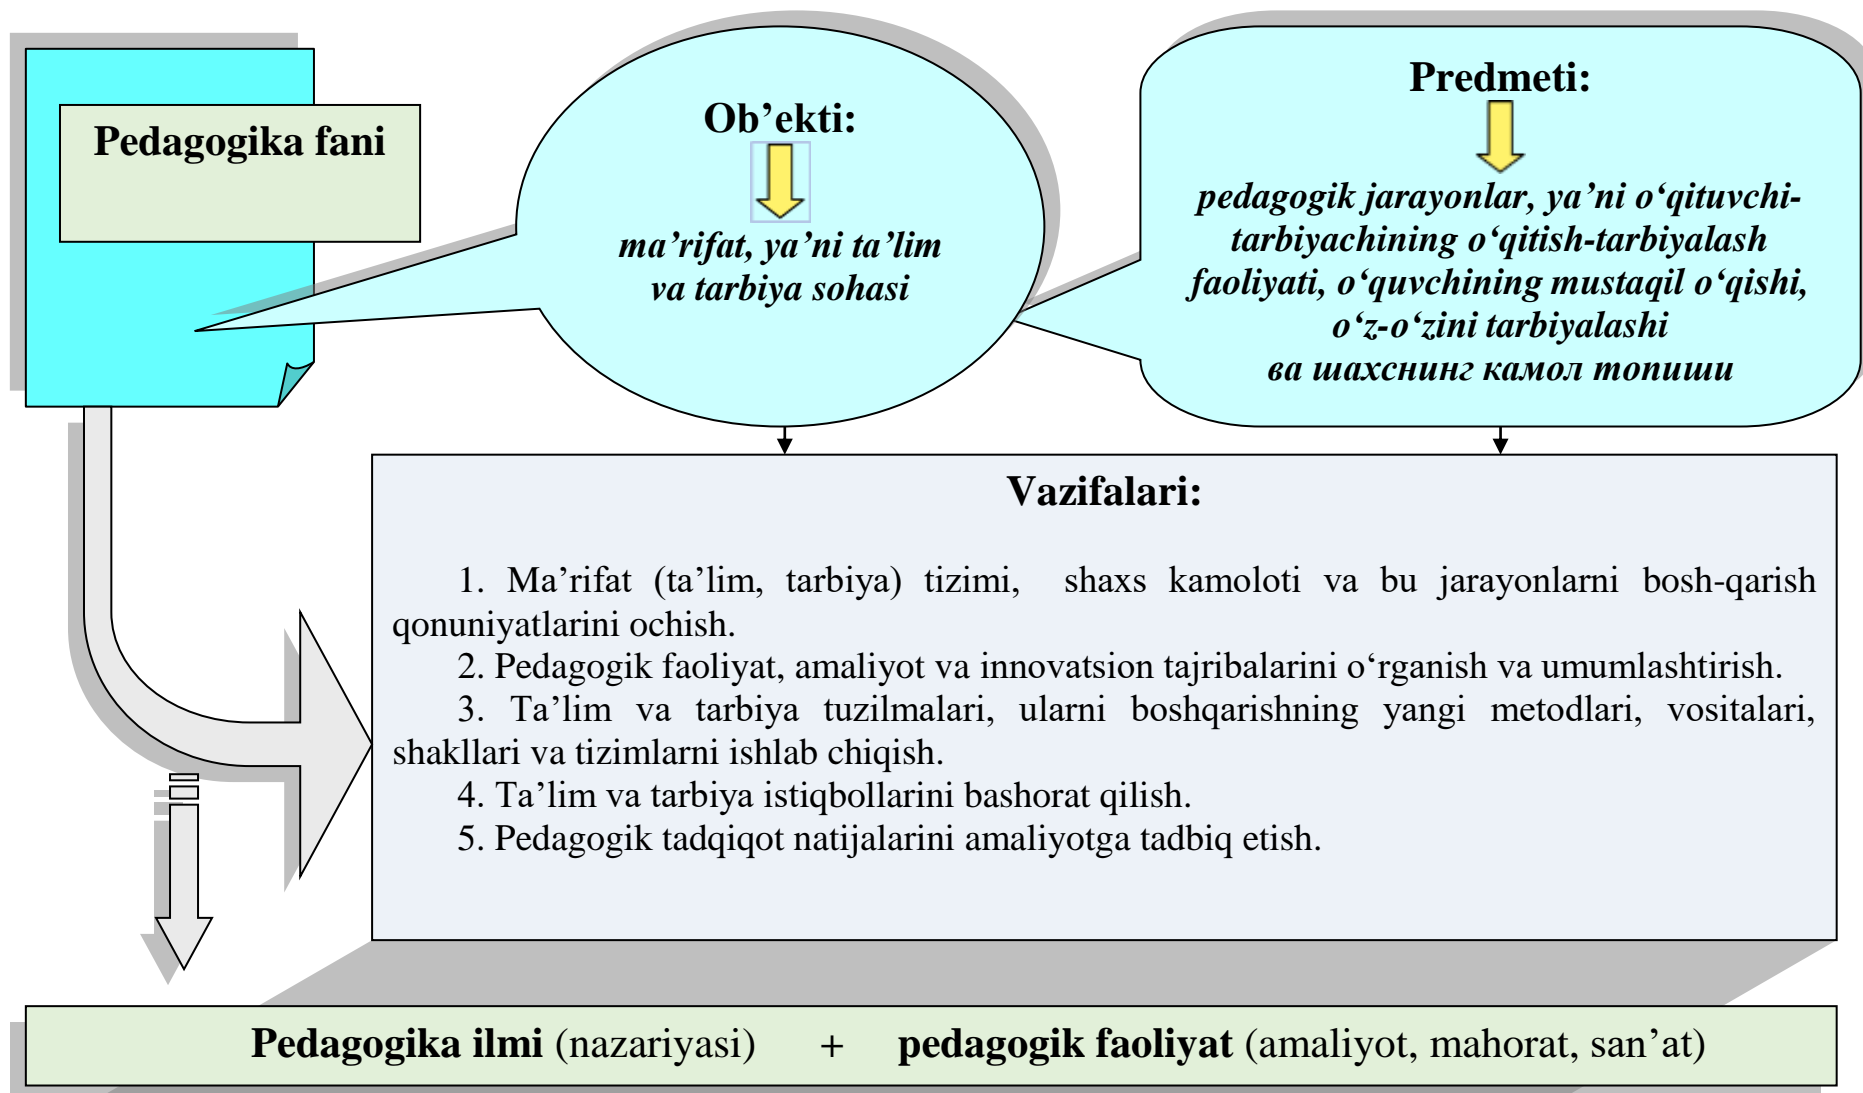 Pedagogika fani
Ob’ekti:
ma’rifat, ya’ni ta’lim
va tarbiya sohasi
Predmeti:
pedagogik jarayonlar, ya’ni o‘qituvchi-
tarbiyachining o‘qitish-tarbiyalash
faoliyati, o‘quvchining mustaqil o‘qishi,
o‘z-o‘zini tarbiyalashi
ва шахснинг камол топиши
Vazifalari:
1. Ma’rifat (ta’lim, tarbiya) tizimi, shaxs kamoloti va bu jarayonlarni bosh-qarish
qonuniyatlarini ochish.
2. Pedagogik faoliyat, amaliyot va innovatsion tajribalarini o‘rganish va umumlashtirish.
3. Ta’lim va tarbiya tuzilmalari, ularni boshqarishning yangi metodlari, vositalari,
shakllari va tizimlarni ishlab chiqish.
4. Ta’lim va tarbiya istiqbollarini bashorat qilish.
5. Pedagogik tadqiqot natijalarini amaliyotga tadbiq etish.
Pedagogika ilmi (nazariyasi) + pedagogik faoliyat (amaliyot, mahorat, san’at)